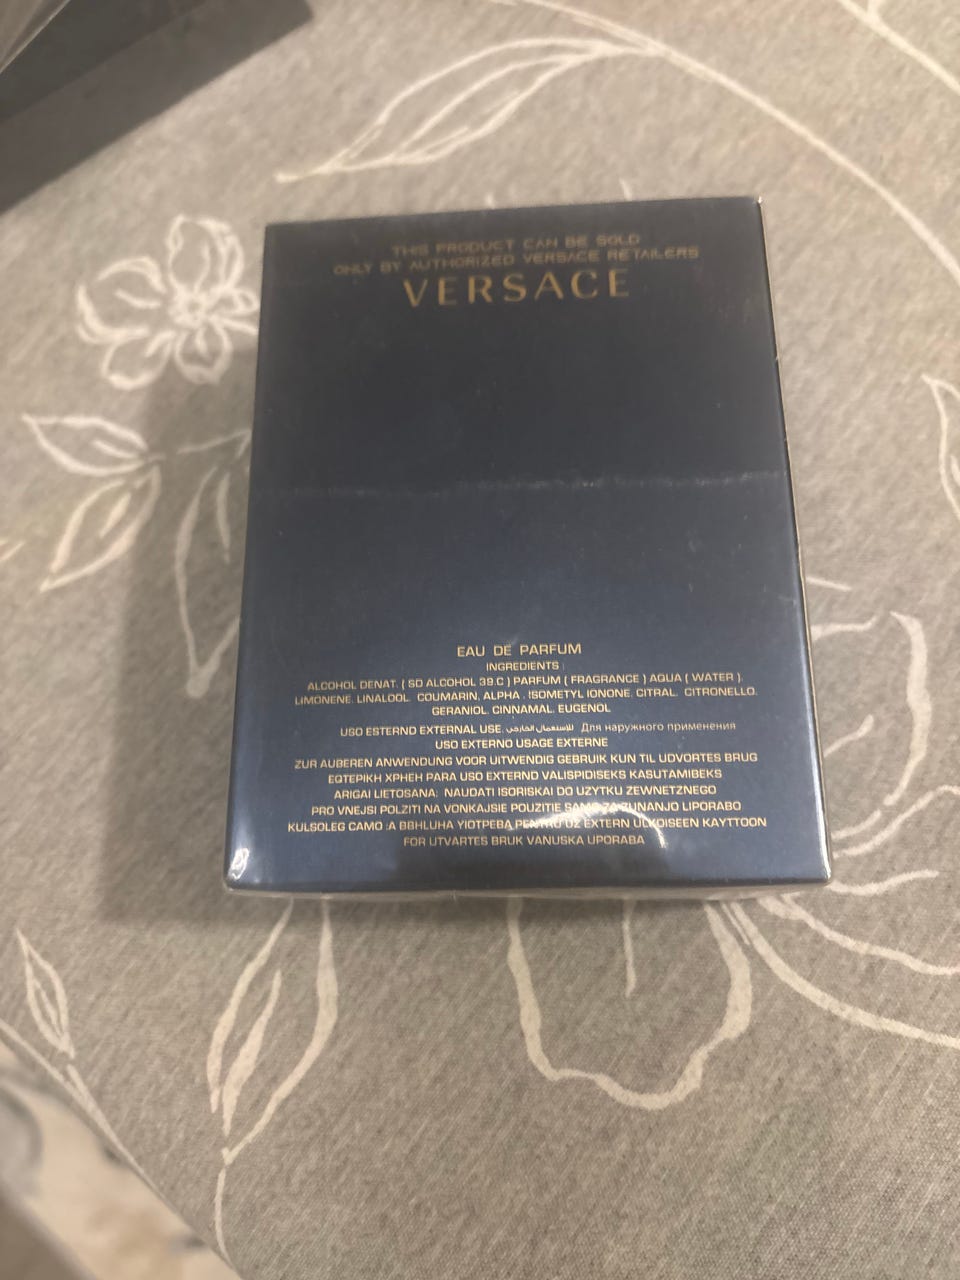 THIS PRODUCT CAN BE SOLD
ONLY BY AUTHORIZED VERSACE RETAILERS
VERSACE
EAU DE PARFUM
INGREDIENTS :
ALCOHOL DENAT. ( SD ALCOHOL 39.C ) PARFUM ( FRAGRANCE ) AQUA ( WATER ).
LIMONENE. LINALOOL. COUMARIN, ALPHA . ISOMETYL IONONE. CITRAL. CITRONELLO.
GERANIOL. CINNAMAL. EUGENOL
USO ESTERND EXTERNAL USE. للاستعمال الخارجي Для наружного применения
USO EXTERNO USAGE EXTERNE
ZUR AUBEREN ANWENDUNG VOOR UITWENDIG GEBRUIK KUN TIL UDVORTES BRUG
EQTEPIKH XPHEH PARA USO EXTERND VALISPIDISEKS KASUTAMIBEKS
ARIGAI LIETOSANA: NAUDATI ISORISKAI DO UZYTKU ZEWNETZNEGO
PRO VNEJSI POLZITI NA VONKAJSIE POUZITIE SAMO ZA ZUNANJO LIPORABO
KULSOLEG CAMO :A BBHLUHA YIOTPEBA PENTRU UZ EXTERN ULKOISEEN KAYTTOON
FOR UTVARTES BRUK VANUSKA UPORABA